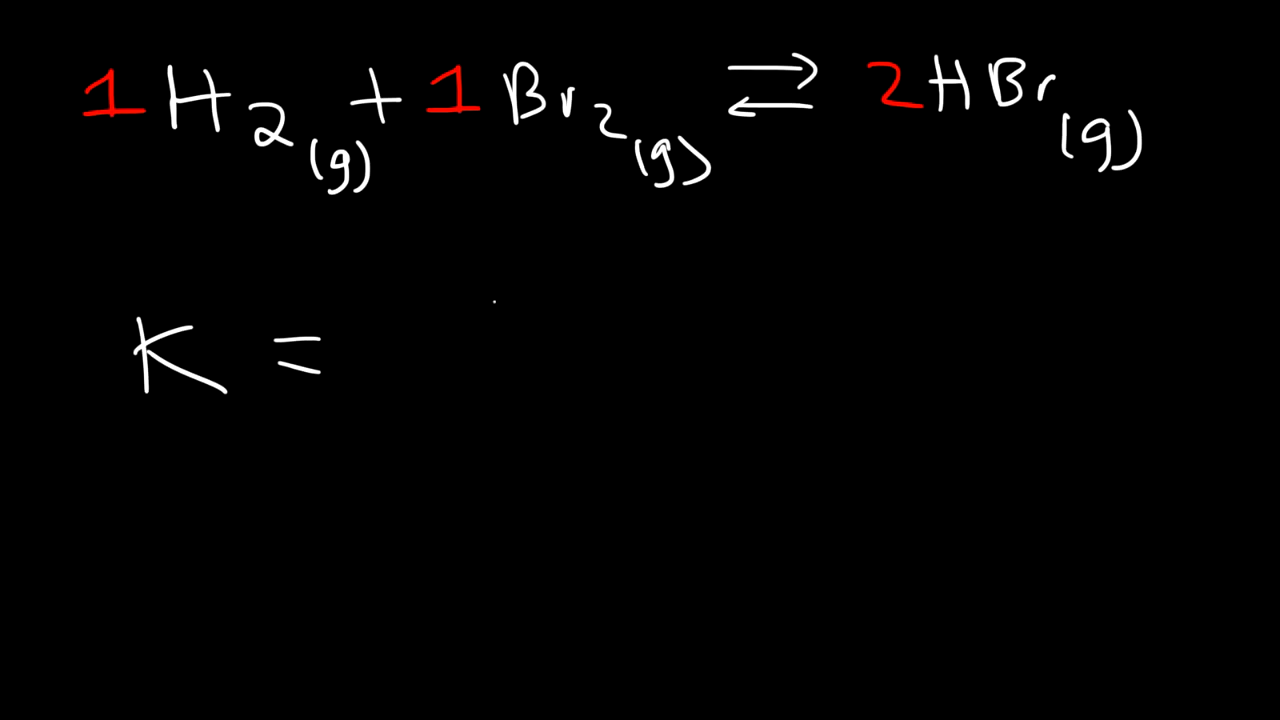 1H₂(g) + 1Br₂(g) ⇌ 2HBr(g)
K =